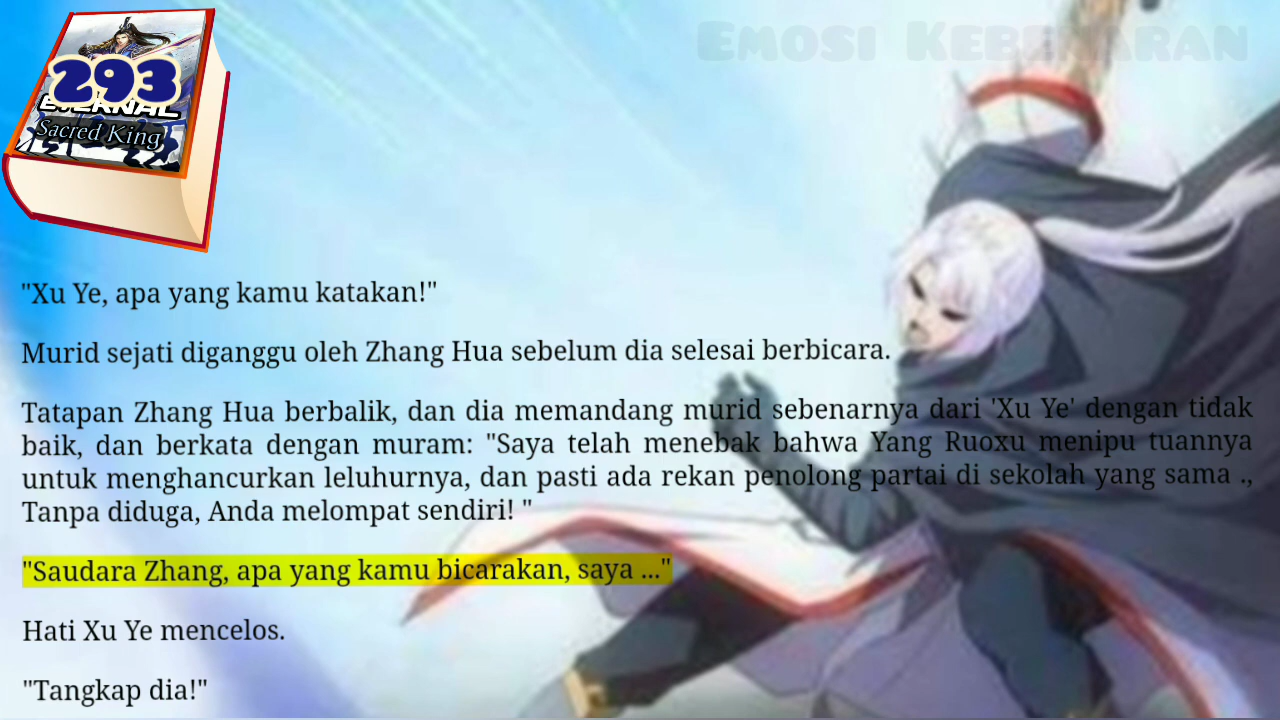 293
ETERNAL
Sacred King
Emosi Kebenaran
"Xu Ye, apa yang kamu katakan!"
Murid sejati diganggu oleh Zhang Hua sebelum dia selesai berbicara.
Tatapan Zhang Hua berbalik, dan dia memandang murid sebenarnya dari 'Xu Ye' dengan tidak
baik, dan berkata dengan muram: "Saya telah menebak bahwa Yang Ruoxu menipu tuannya
untuk menghancurkan leluhurnya, dan pasti ada rekan penolong partai di sekolah yang sama .,
Tanpa diduga, Anda melompat sendiri! "
"Saudara Zhang, apa yang kamu bicarakan, saya ..."
Hati Xu Ye mencelos.
"Tangkap dia!"